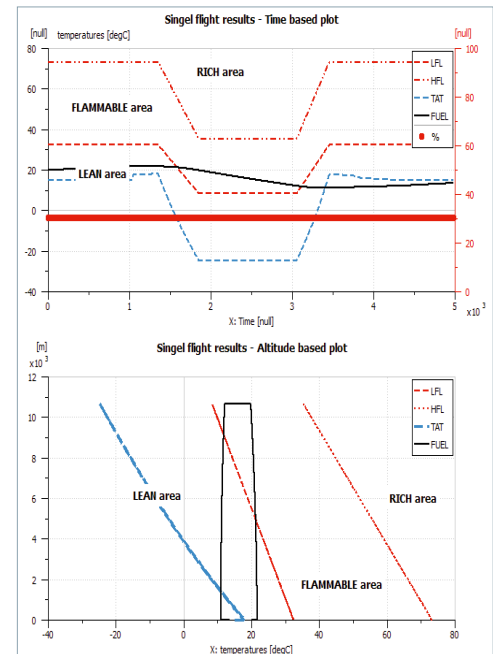 Singel flight results - Time based plot
[null] temperatures [degC] [null]
80 100
60 80
40 60
20 40
0
-20 20
-40 0
RICH area
FLAMMABLE area
LEAN area
LFL
HFL
TAT
FUEL
%
0 1 2 3 4 5
X: Time [null] x10 3
Singel flight results - Altitude based plot
[m]
x10 3
12
10
8
6
4
2
0
LFL
HFL
TAT
FUEL
LEAN area
RICH area
FLAMMABLE area
-40 -20 0 20 40 60 80
X: temperatures [degC]